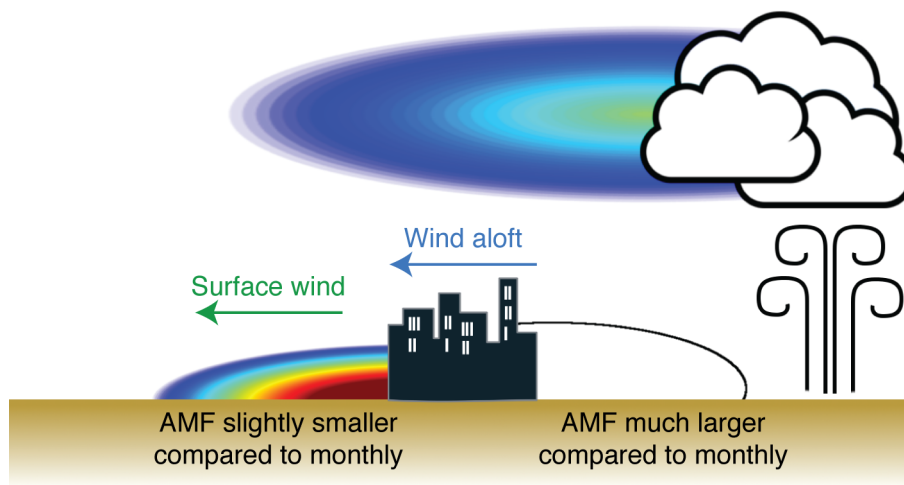 Wind aloft
Surface wind
AMF slightly smaller
compared to monthly
AMF much larger
compared to monthly